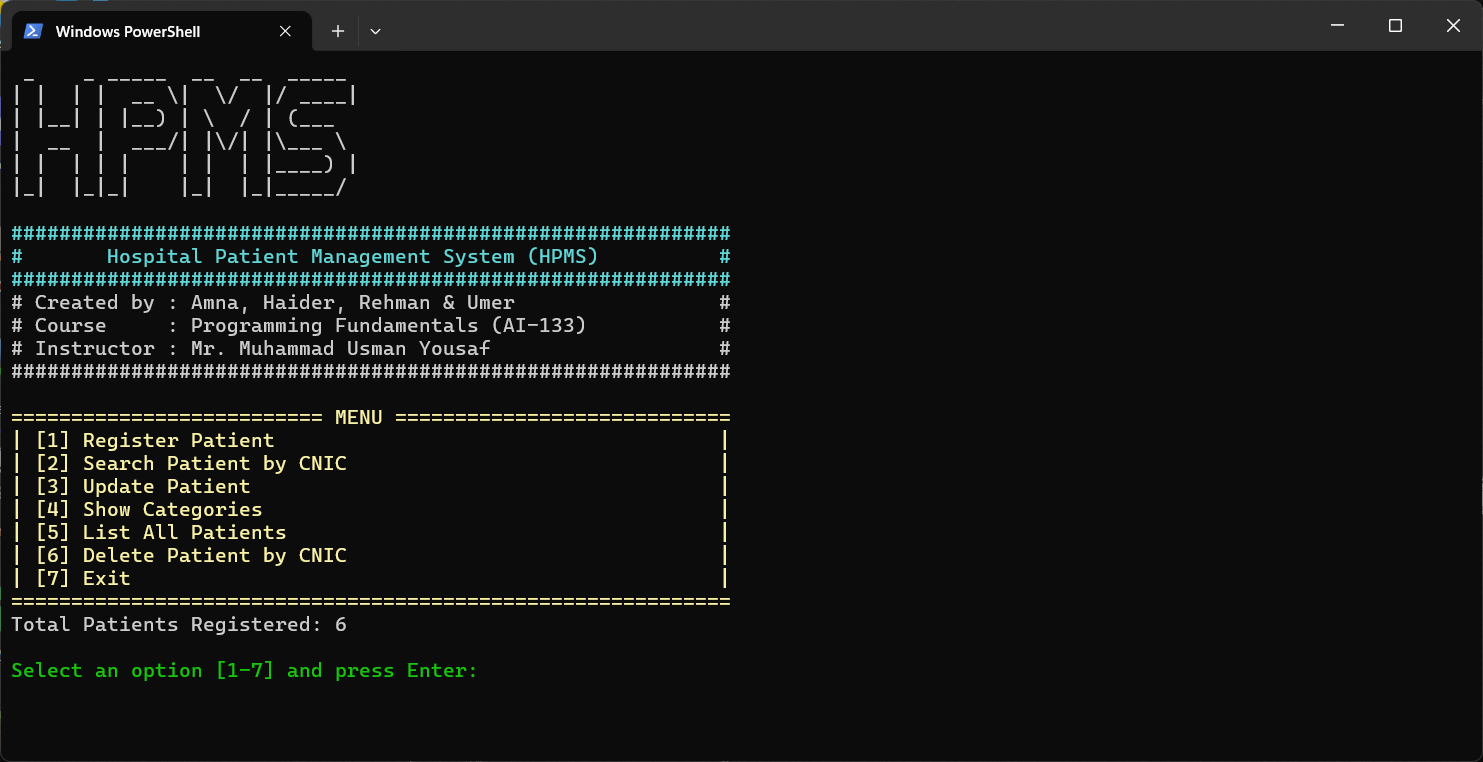 Windows PowerShell
 _    _ _____  __  __  _____
| |  | |  __ \|  \/  |/ ____|
| |__| | |__) | \  / | (___
|  __  |  ___/| |\/| |\___ \
| |  | | |    | |  | |____) |
|_|  |_|_|    |_|  |_|_____/
############################################################
#       Hospital Patient Management System (HPMS)          #
############################################################
# Created by : Amna, Haider, Rehman & Umer                 #
# Course     : Programming Fundamentals (AI-133)           #
# Instructor : Mr. Muhammad Usman Yousaf                   #
############################################################
========================== MENU ============================
| [1] Register Patient                                     |
| [2] Search Patient by CNIC                               |
| [3] Update Patient                                       |
| [4] Show Categories                                      |
| [5] List All Patients                                    |
| [6] Delete Patient by CNIC                               |
| [7] Exit                                                 |
============================================================
Total Patients Registered: 6
Select an option [1-7] and press Enter: